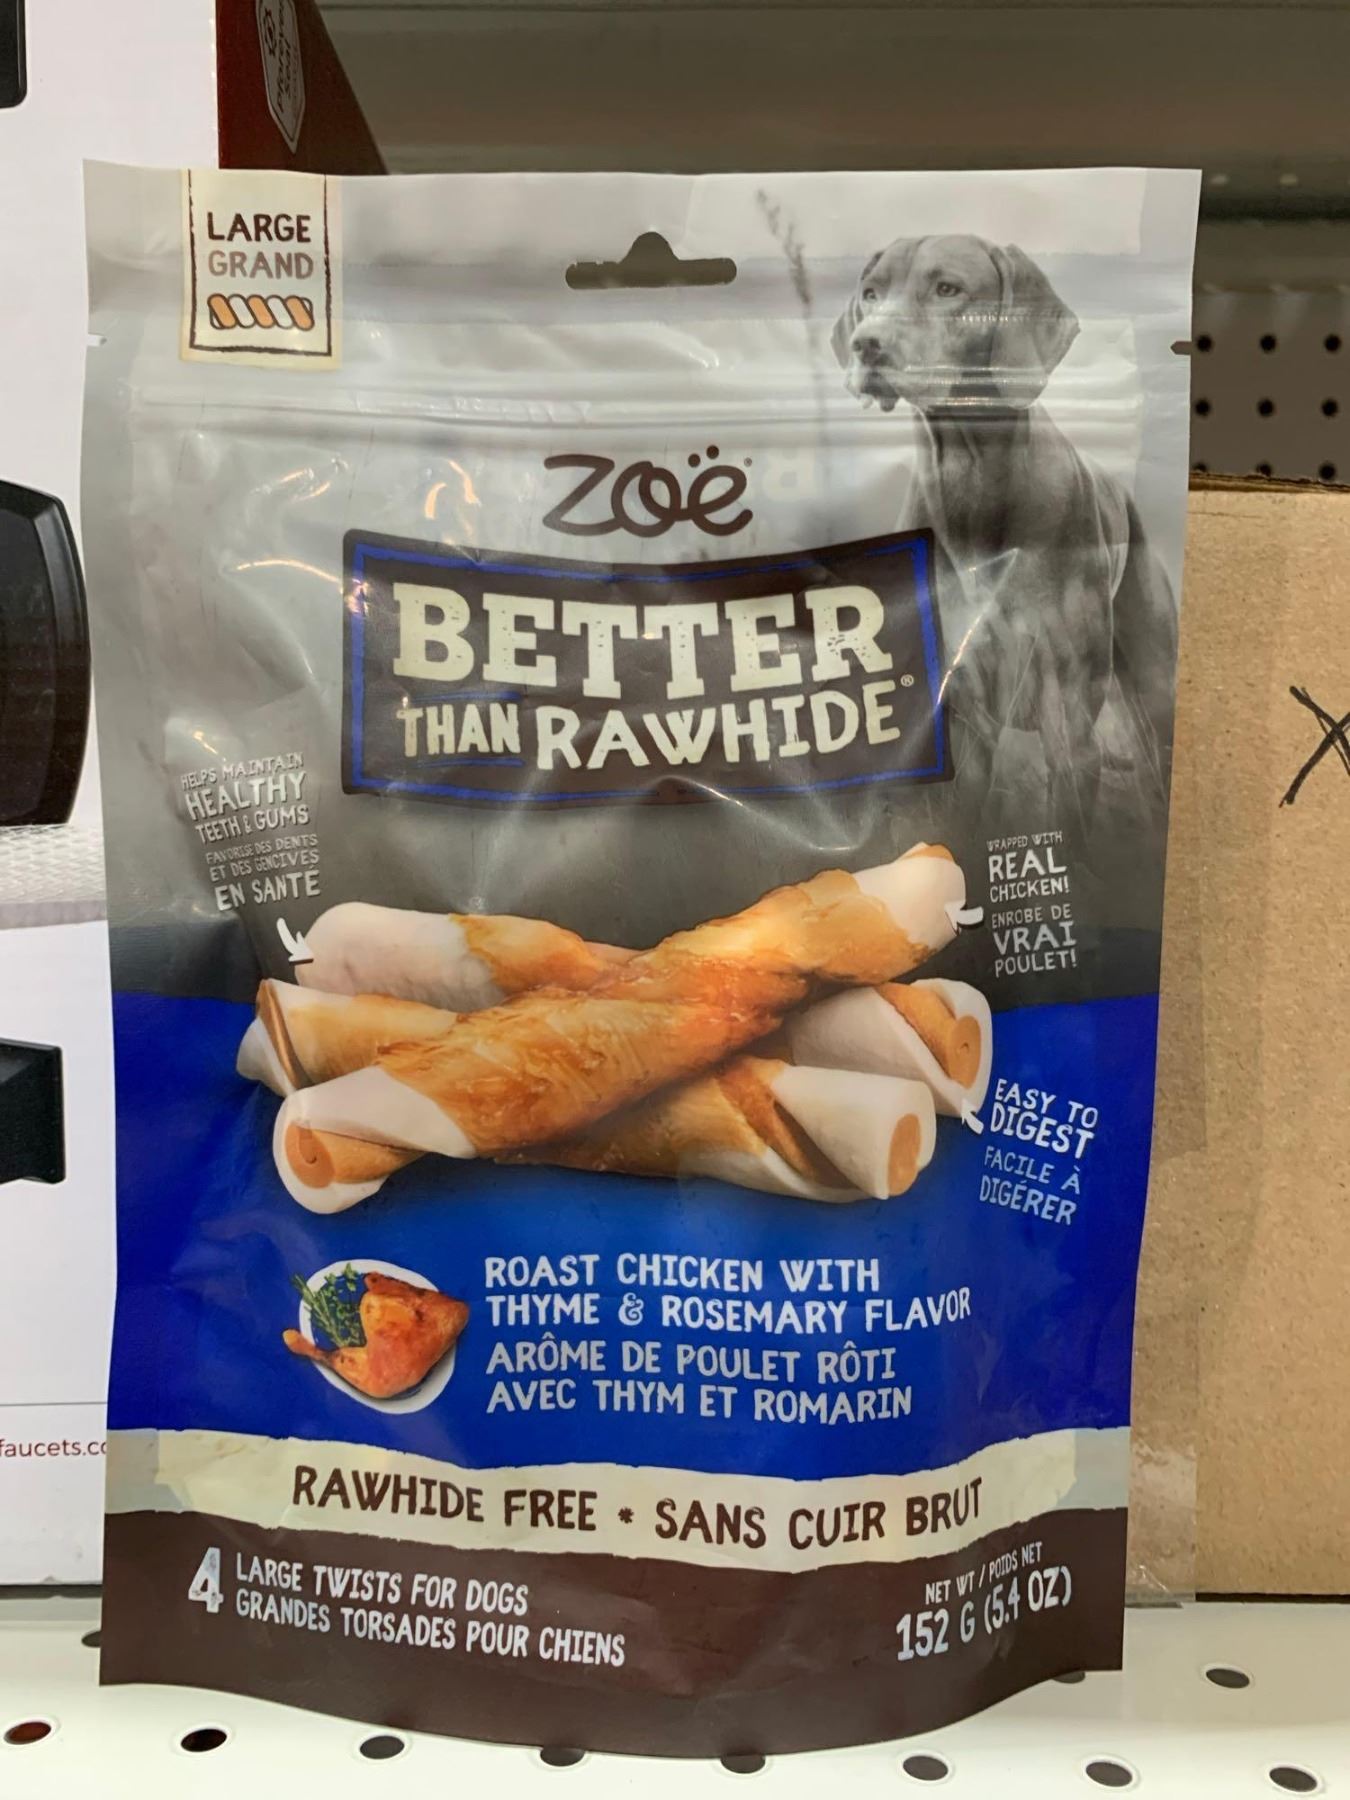 LARGE
GRAND
zoë
BETTER
THAN RAWHIDE®
HELPS MAINTAIN
HEALTHY
TEETH & GUMS
FAVORISE DES DENTS
ET DES GENCIVES
EN SANTÉ
WRAPPED WITH
REAL
CHICKEN!
ENROBÉ DE
VRAI
POULET!
EASY TO
DIGEST
FACILE À
DIGÉRER
ROAST CHICKEN WITH
THYME & ROSEMARY FLAVOR
ARÔME DE POULET RÔTI
AVEC THYM ET ROMARIN
faucets.co
RAWHIDE FREE * SANS CUIR BRUT
4 LARGE TWISTS FOR DOGS
GRANDES TORSADES POUR CHIENS
NET WT / POIDS NET
152 G (5.4 OZ)